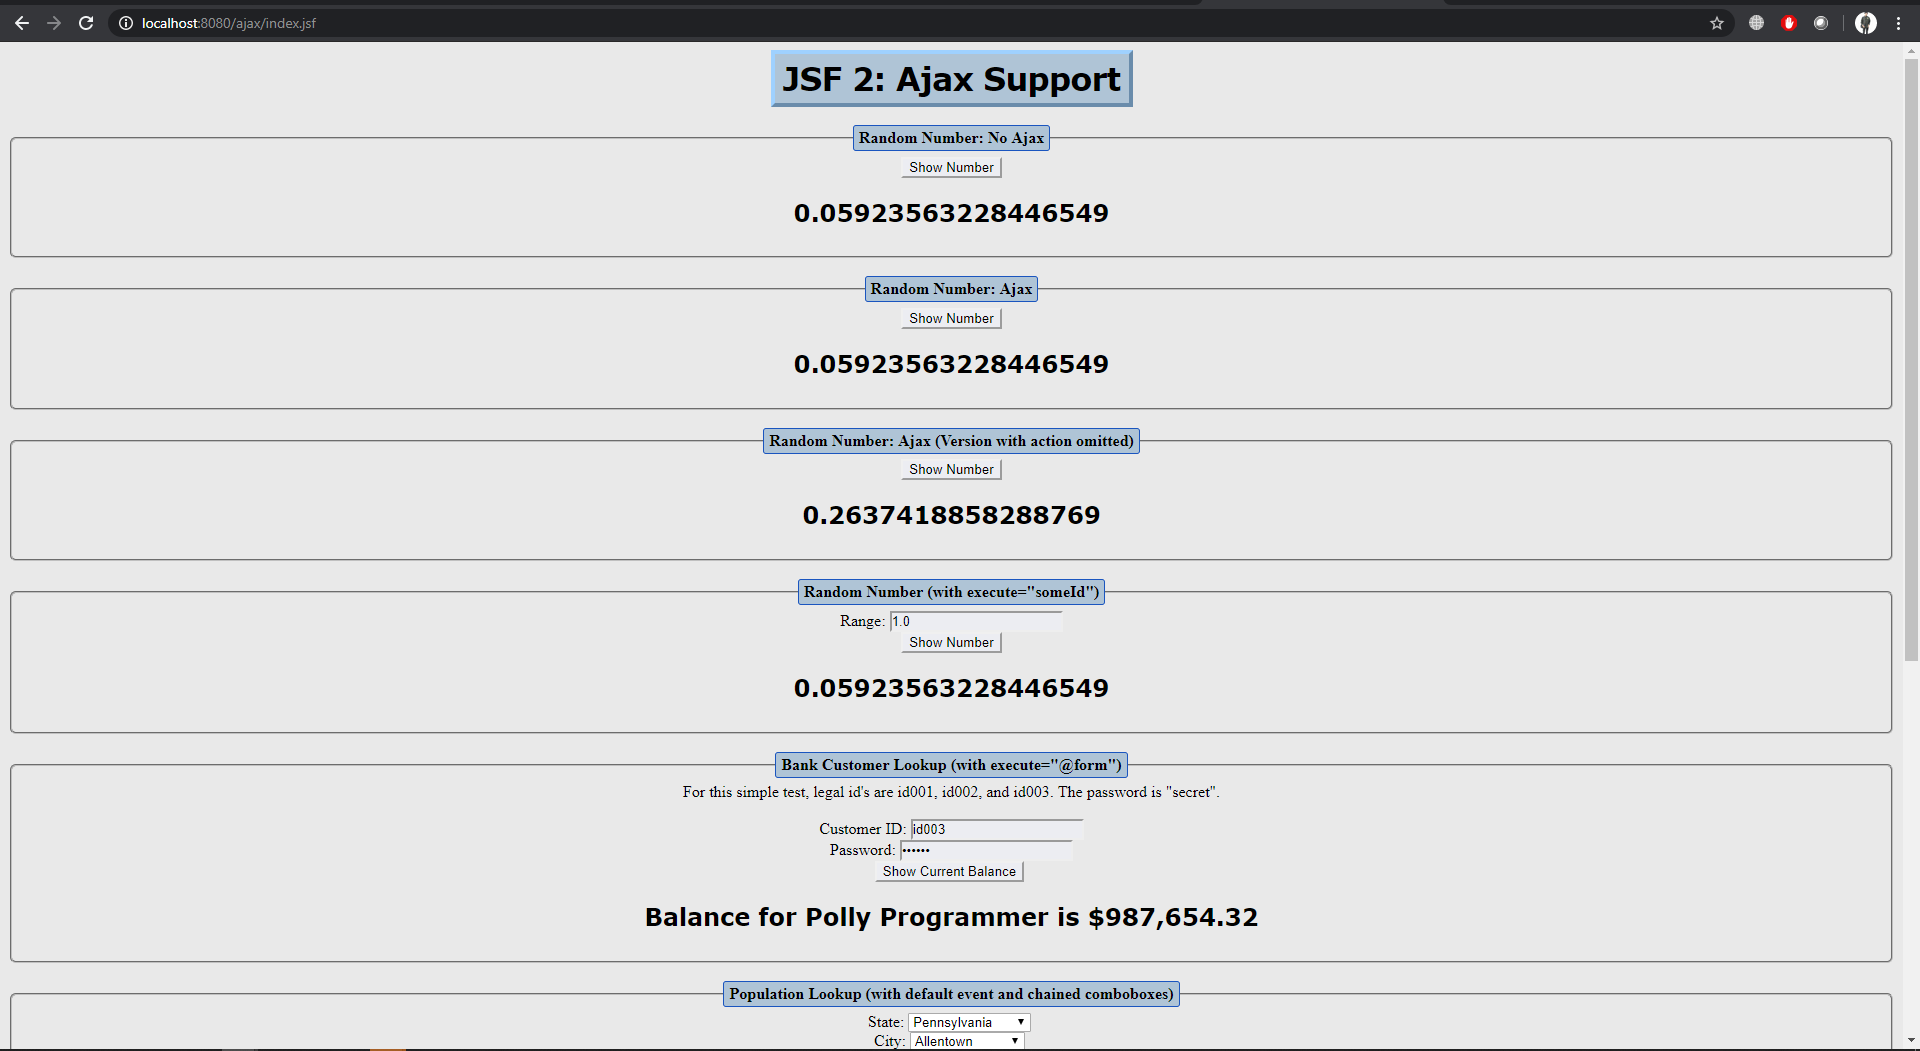 localhost:8080/ajax/index.jsf
JSF 2: Ajax Support
Random Number: No Ajax
Show Number
0.05923563228446549
Random Number: Ajax
Show Number
0.05923563228446549
Random Number: Ajax (Version with action omitted)
Show Number
0.2637418858288769
Random Number (with execute="someId")
Range: 1.0
Show Number
0.05923563228446549
Bank Customer Lookup (with execute="@form")
For this simple test, legal id's are id001, id002, and id003. The password is "secret".
Customer ID: id003
Password: ••••••
Show Current Balance
Balance for Polly Programmer is $987,654.32
Population Lookup (with default event and chained comboboxes)
State: Pennsylvania
City: Allentown